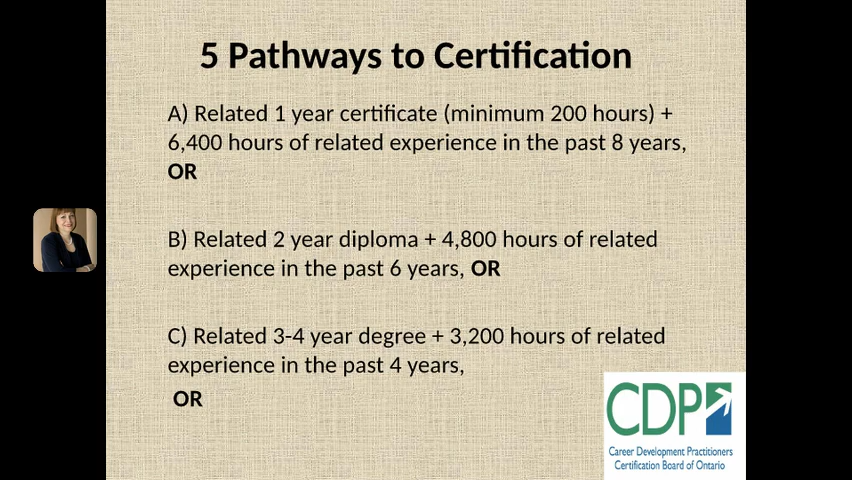 5 Pathways to Certification
A) Related 1 year certificate (minimum 200 hours) +
6,400 hours of related experience in the past 8 years,
OR
B) Related 2 year diploma + 4,800 hours of related
experience in the past 6 years, OR
C) Related 3-4 year degree + 3,200 hours of related
experience in the past 4 years,
OR
CDP
Career Development Practitioners
Certification Board of Ontario